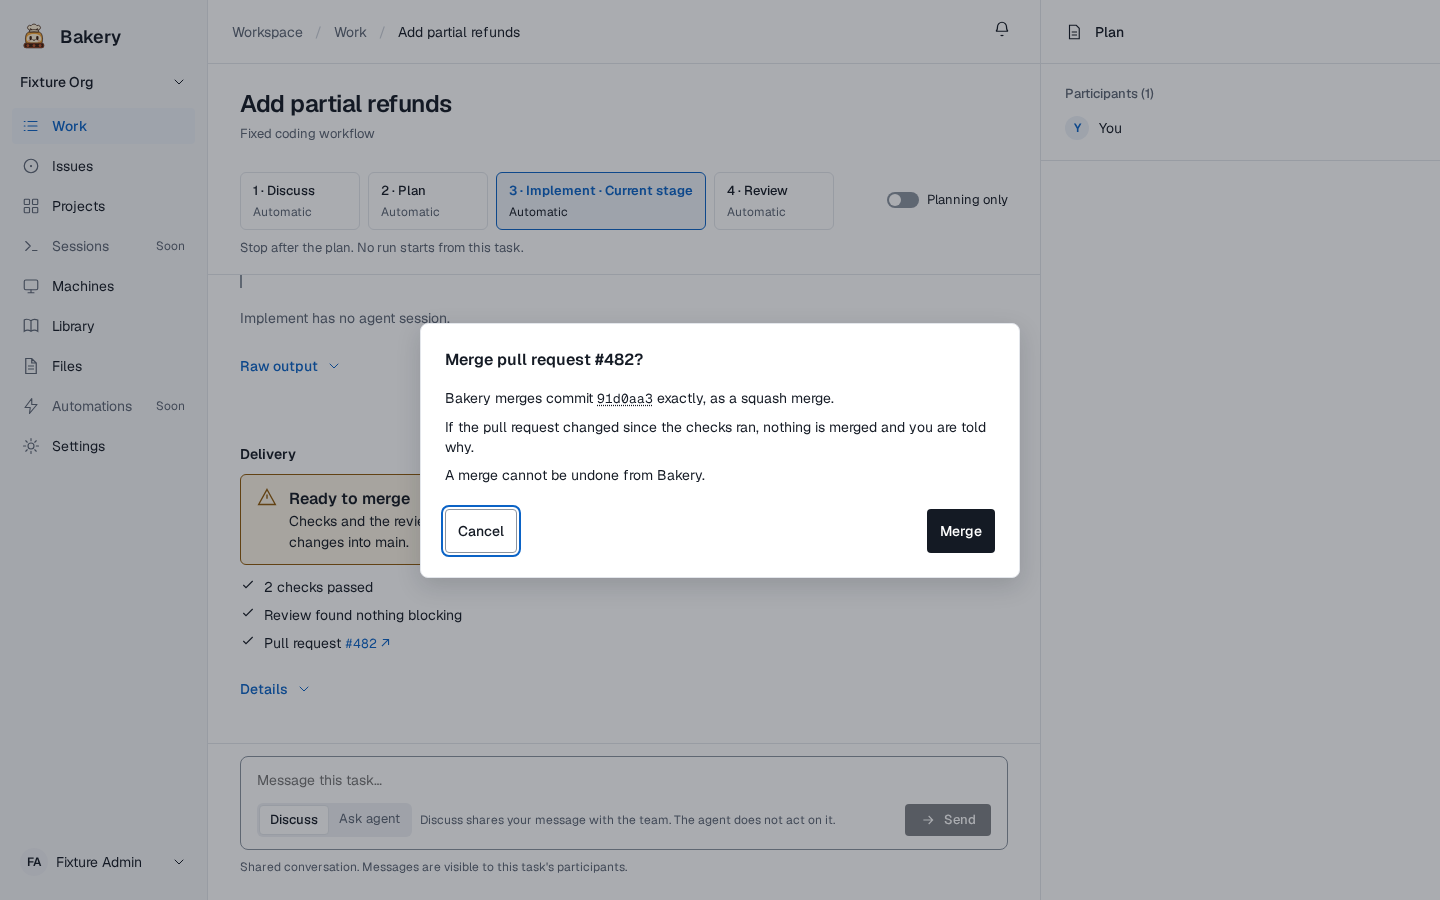 Bakery
Fixture Org
Work
Issues
Projects
Sessions Soon
Machines
Library
Files
Automations Soon
Settings
FA Fixture Admin
Workspace / Work / Add partial refunds
Add partial refunds
Fixed coding workflow
1 · Discuss
Automatic
2 · Plan
Automatic
3 · Implement · Current stage
Automatic
4 · Review
Automatic
Planning only
Stop after the plan. No run starts from this task.
Implement has no agent session.
Raw output
Delivery
Ready to merge
Checks and the revie
changes into main.
2 checks passed
Review found nothing blocking
Pull request #482 ↗
Details
Merge pull request #482?
Bakery merges commit 91d0aa3 exactly, as a squash merge.
If the pull request changed since the checks ran, nothing is merged and you are told
why.
A merge cannot be undone from Bakery.
Cancel
Merge
Message this task...
Discuss Ask agent Discuss shares your message with the team. The agent does not act on it.
→ Send
Shared conversation. Messages are visible to this task's participants.
Plan
Participants (1)
Y You